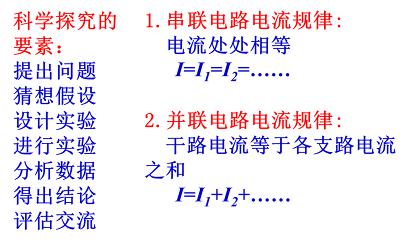 科学探究的
要素：
提出问题
猜想假设
设计实验
进行实验
分析数据
得出结论
评估交流
1.串联电路电流规律:
电流处处相等
I=I₁=I₂=……
2.并联电路电流规律:
干路电流等于各支路电流
之和
I=I₁+I₂+……